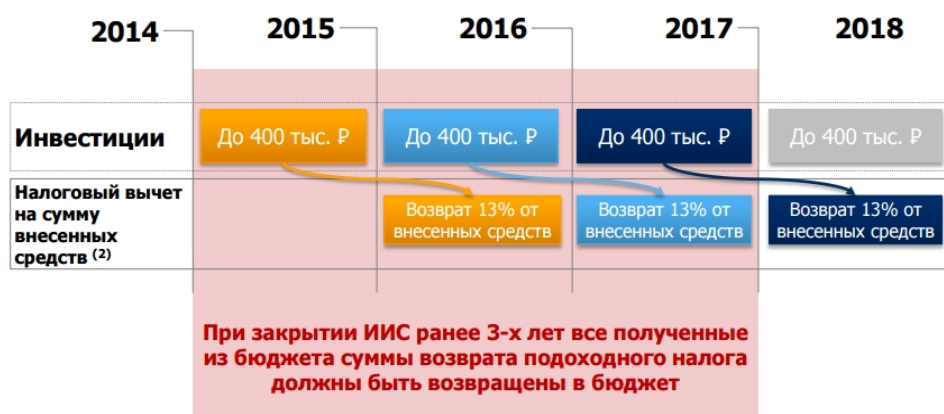 2014
2015
2016
2017
2018
Инвестиции
До 400 тыс. ₽
До 400 тыс. ₽
До 400 тыс. ₽
До 400 тыс. ₽
Налоговый вычет
на сумму
внесенных
средств (2)
Возврат 13% от
внесенных средств
Возврат 13% от
внесенных средств
Возврат 13% от
внесенных средств
При закрытии ИИС ранее 3-х лет все полученные
из бюджета суммы возврата подоходного налога
должны быть возвращены в бюджет